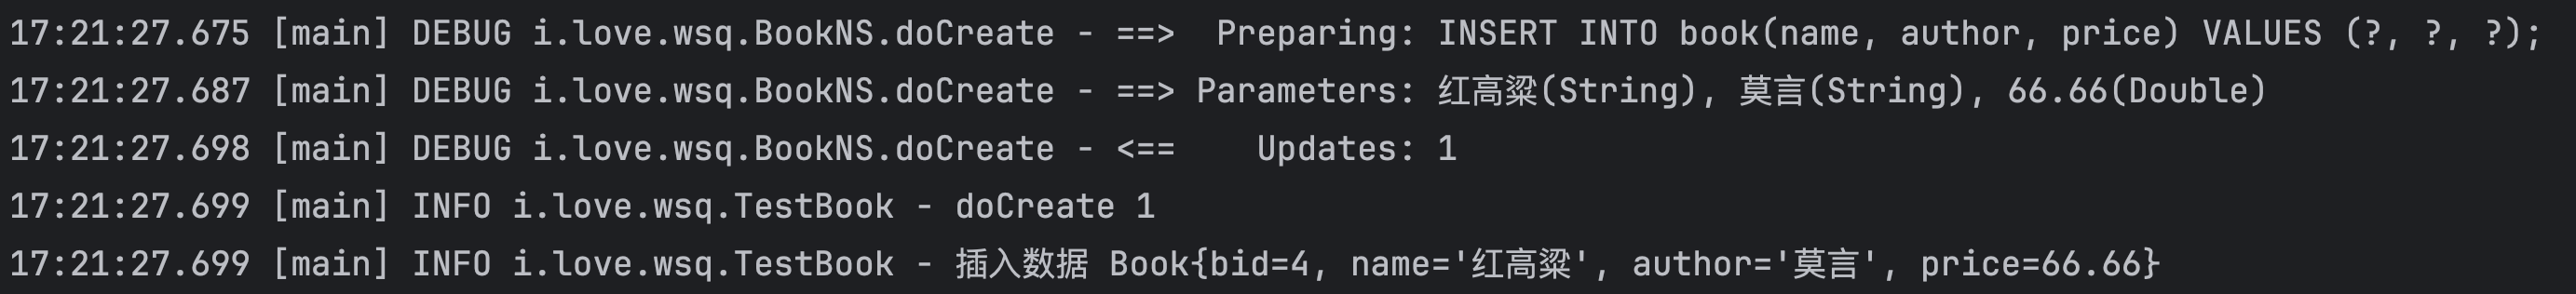 17:21:27.675 [main] DEBUG i.love.wsq.BookNS.doCreate - ==>  Preparing: INSERT INTO book(name, author, price) VALUES (?, ?, ?);
17:21:27.687 [main] DEBUG i.love.wsq.BookNS.doCreate - ==> Parameters: 红高粱(String), 莫言(String), 66.66(Double)
17:21:27.698 [main] DEBUG i.love.wsq.BookNS.doCreate - <==    Updates: 1
17:21:27.699 [main] INFO i.love.wsq.TestBook - doCreate 1
17:21:27.699 [main] INFO i.love.wsq.TestBook - 插入数据 Book{bid=4, name='红高粱', author='莫言', price=66.66}